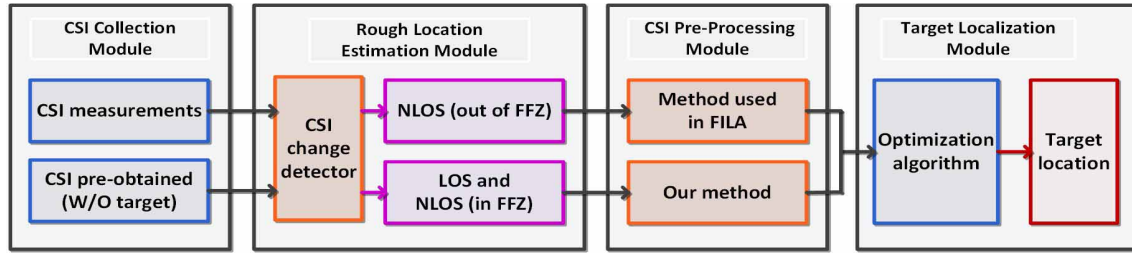 CSI Collection
Module
CSI measurements
CSI pre-obtained
(W/O target)
Rough Location
Estimation Module
CSI
change
detector
NLOS (out of FFZ)
LOS and
NLOS (in FFZ)
CSI Pre-Processing
Module
Method used
in FILA
Our method
Target Localization
Module
Optimization
algorithm
Target
location